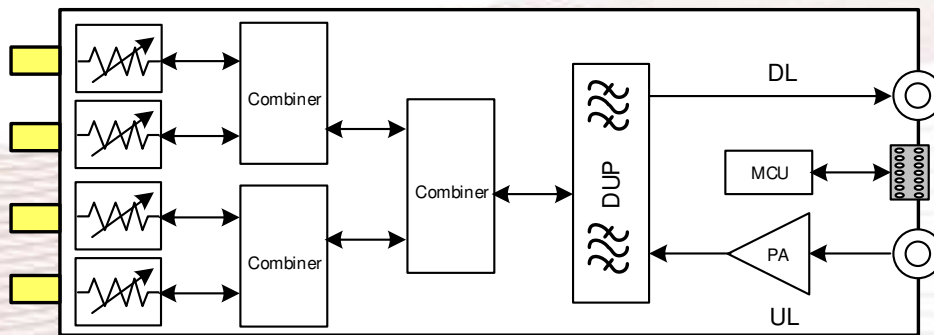 Combiner
Combiner
Combiner
DUP
DL
MCU
PA
UL